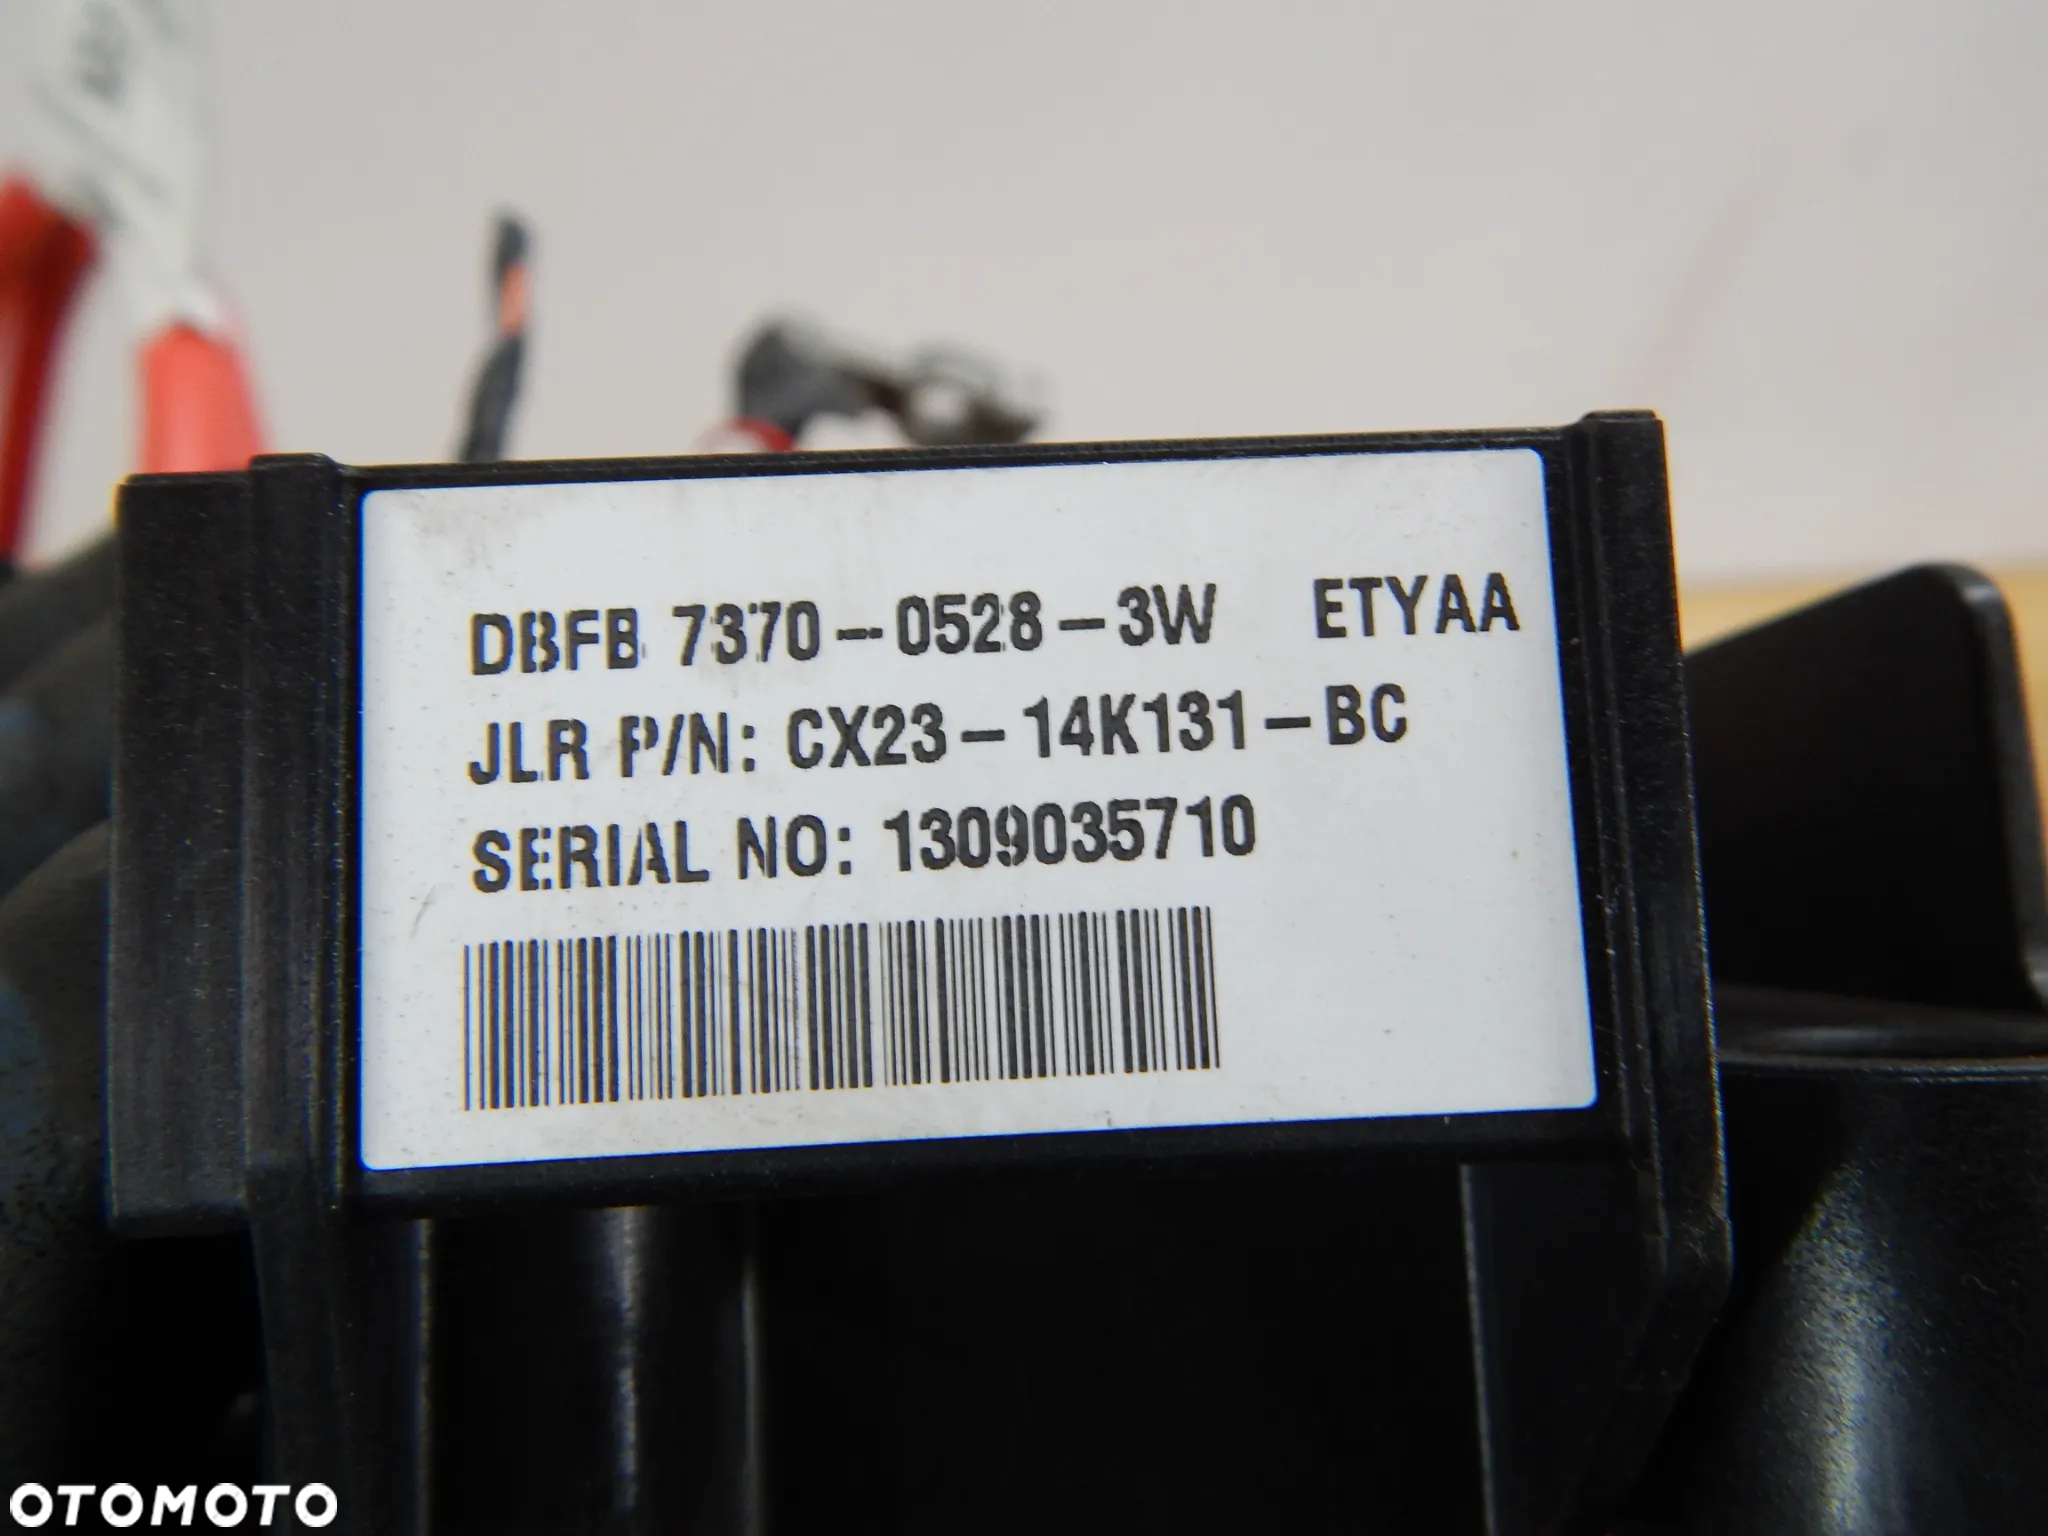 DBFB 7370-0528-3W ETYAA
JLR P/N: CX23-14K131-BC
SERIAL NO: 1309035710
OTOMOTO